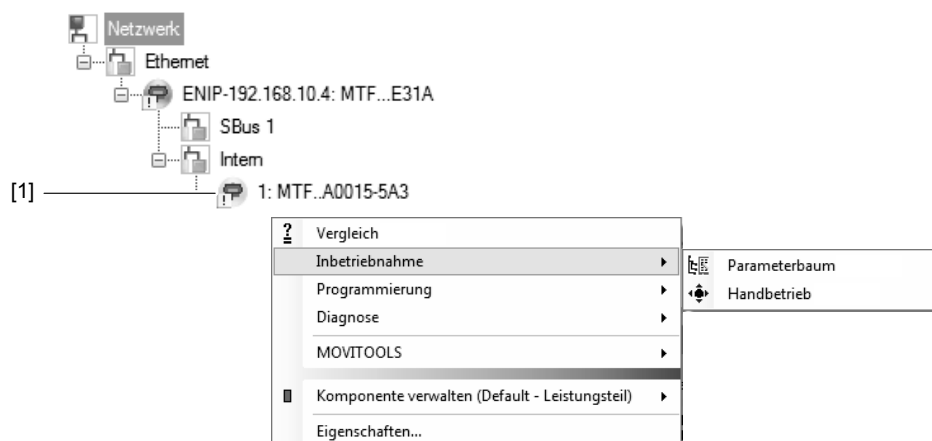 Netzwerk
Ethernet
ENIP-192.168.10.4: MTF...E31A
SBus 1
Intern
[1]
1: MTF..A0015-5A3
Vergleich
Inbetriebnahme
Parameterbaum
Programmierung
Handbetrieb
Diagnose
MOVITOOLS
Komponente verwalten (Default - Leistungsteil)
Eigenschaften...